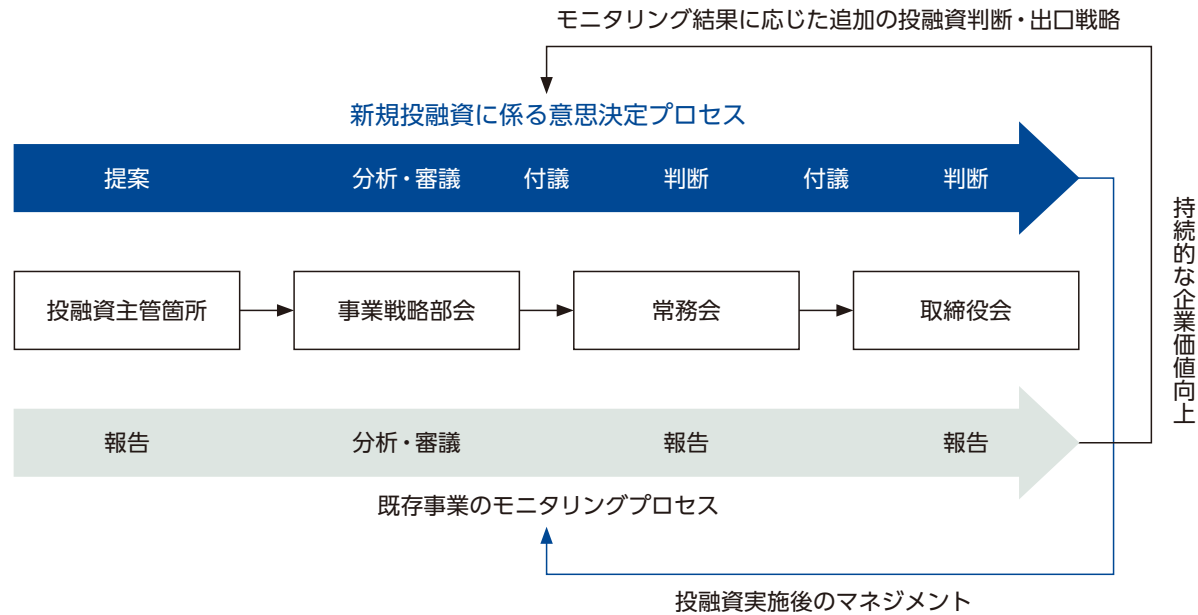 モニタリング結果に応じた追加の投融資判断・出口戦略
新規投融資に係る意思決定プロセス
提案 分析・審議 付議 判断 付議 判断
投融資主管箇所 事業戦略部会 常務会 取締役会
持続的な企業価値向上
報告 分析・審議 報告 報告
既存事業のモニタリングプロセス
投融資実施後のマネジメント